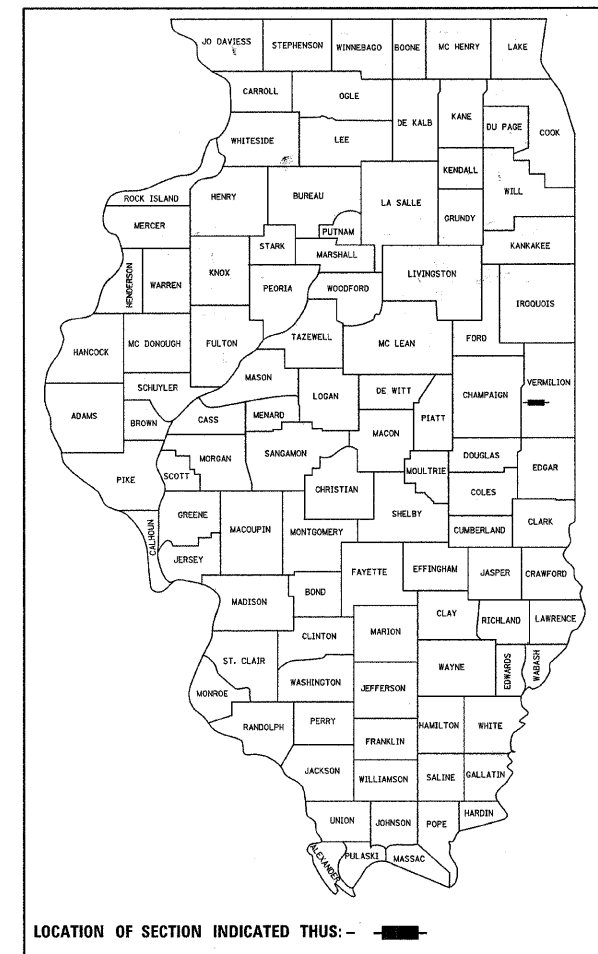 JO DAVIESS
STEPHENSON
WINNEBAGO
BOONE
MC HENRY
LAKE
CARROLL
OGLE
DE KALB
KANE
DU PAGE
COOK
WHITESIDE
LEE
KENDALL
WILL
ROCK ISLAND
HENRY
BUREAU
LA SALLE
GRUNDY
MERCER
PUTNAM
STARK
MARSHALL
KANKAKEE
HENDERSON
WARREN
KNOX
PEORIA
WOODFORD
LIVINGSTON
IROQUOIS
HANCOCK
MC DONOUGH
FULTON
TAZEWELL
MC LEAN
FORD
MASON
SCHUYLER
LOGAN
DE WITT
CHAMPAIGN
VERMILION
ADAMS
BROWN
CASS
MENARD
MACON
PIATT
MORGAN
SANGAMON
DOUGLAS
EDGAR
PIKE
SCOTT
CHRISTIAN
MOULTRIE
COLES
GREENE
MACOUPIN
MONTGOMERY
SHELBY
CUMBERLAND
CLARK
CALHOUN
JERSEY
FAYETTE
EFFINGHAM
JASPER
CRAWFORD
MADISON
BOND
CLAY
RICHLAND
LAWRENCE
CLINTON
MARION
ST. CLAIR
WAYNE
EDWARDS
WABASH
WASHINGTON
JEFFERSON
MONROE
RANDOLPH
PERRY
HAMILTON
WHITE
FRANKLIN
JACKSON
WILLIAMSON
SALINE
GALLATIN
UNION
JOHNSON
POPE
HARDIN
ALEXANDER
PULASKI
MASSAC
LOCATION OF SECTION INDICATED THUS: -